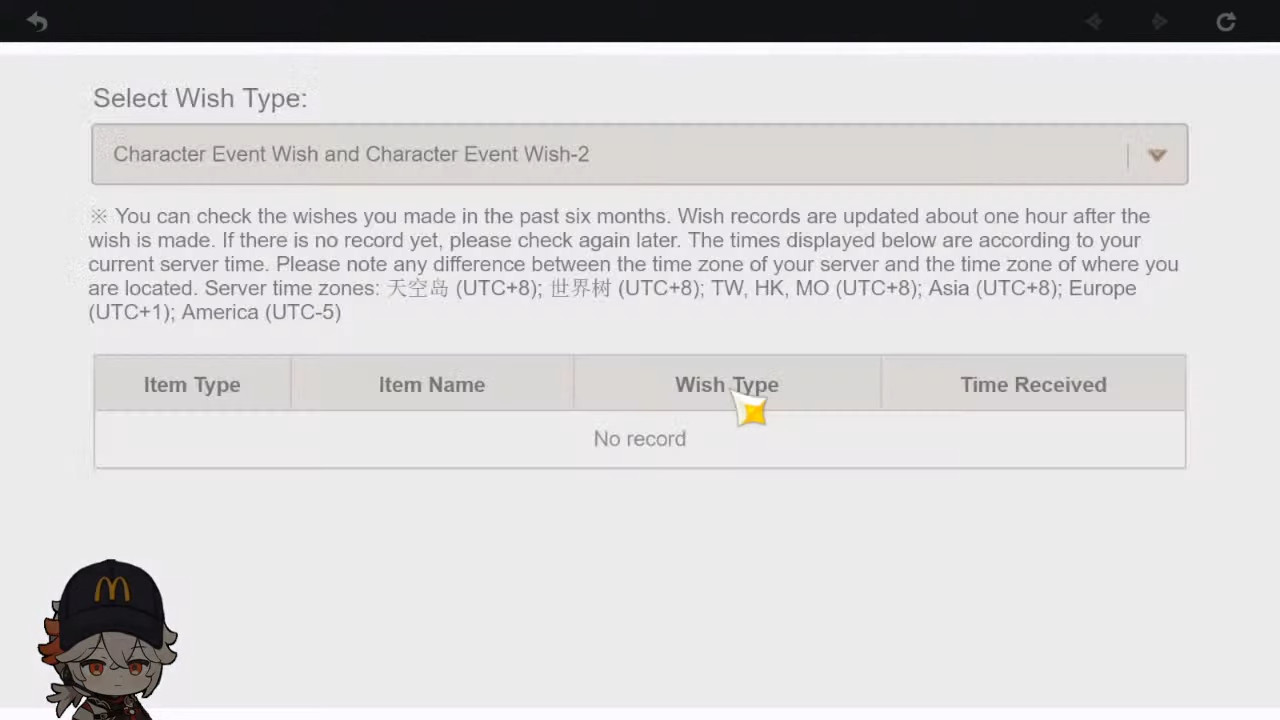 Select Wish Type:
Character Event Wish and Character Event Wish-2
※ You can check the wishes you made in the past six months. Wish records are updated about one hour after the
wish is made. If there is no record yet, please check again later. The times displayed below are according to your
current server time. Please note any difference between the time zone of your server and the time zone of where you
are located. Server time zones: 天空岛 (UTC+8); 世界树 (UTC+8); TW, HK, MO (UTC+8); Asia (UTC+8); Europe
(UTC+1); America (UTC-5)
Item Type Item Name Wish Type Time Received
No record